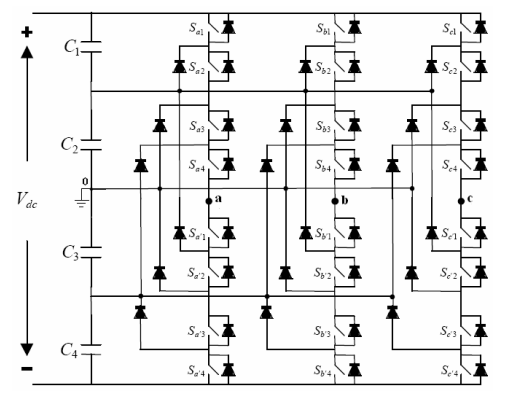 +
C1
C2
C3
C4
Vdc
-
0
Sa1 Sb1 Sc1
Sa2 Sb2 Sc2
Sa3 Sb3 Sc3
Sa4 Sb4 Sc4
a b c
Sa'1 Sb'1 Sc'1
Sa'2 Sb'2 Sc'2
Sa'3 Sb'3 Sc'3
Sa'4 Sb'4 Sc'4